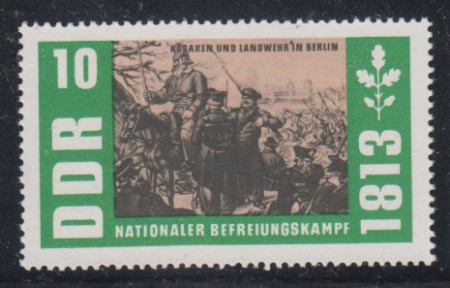 10
DDR
KOSAKEN UND LANDWEHR IN BERLIN
1813
NATIONALER BEFREIUNGSKAMPF